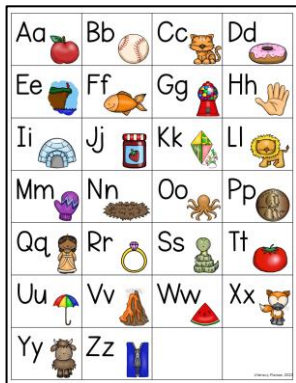 Aa Bb Cc Dd
Ee Ff Gg Hh
Ii Jj Kk Ll
Mm Nn Oo Pp
Qq Rr Ss Tt
Uu Vv Ww Xx
Yy Zz